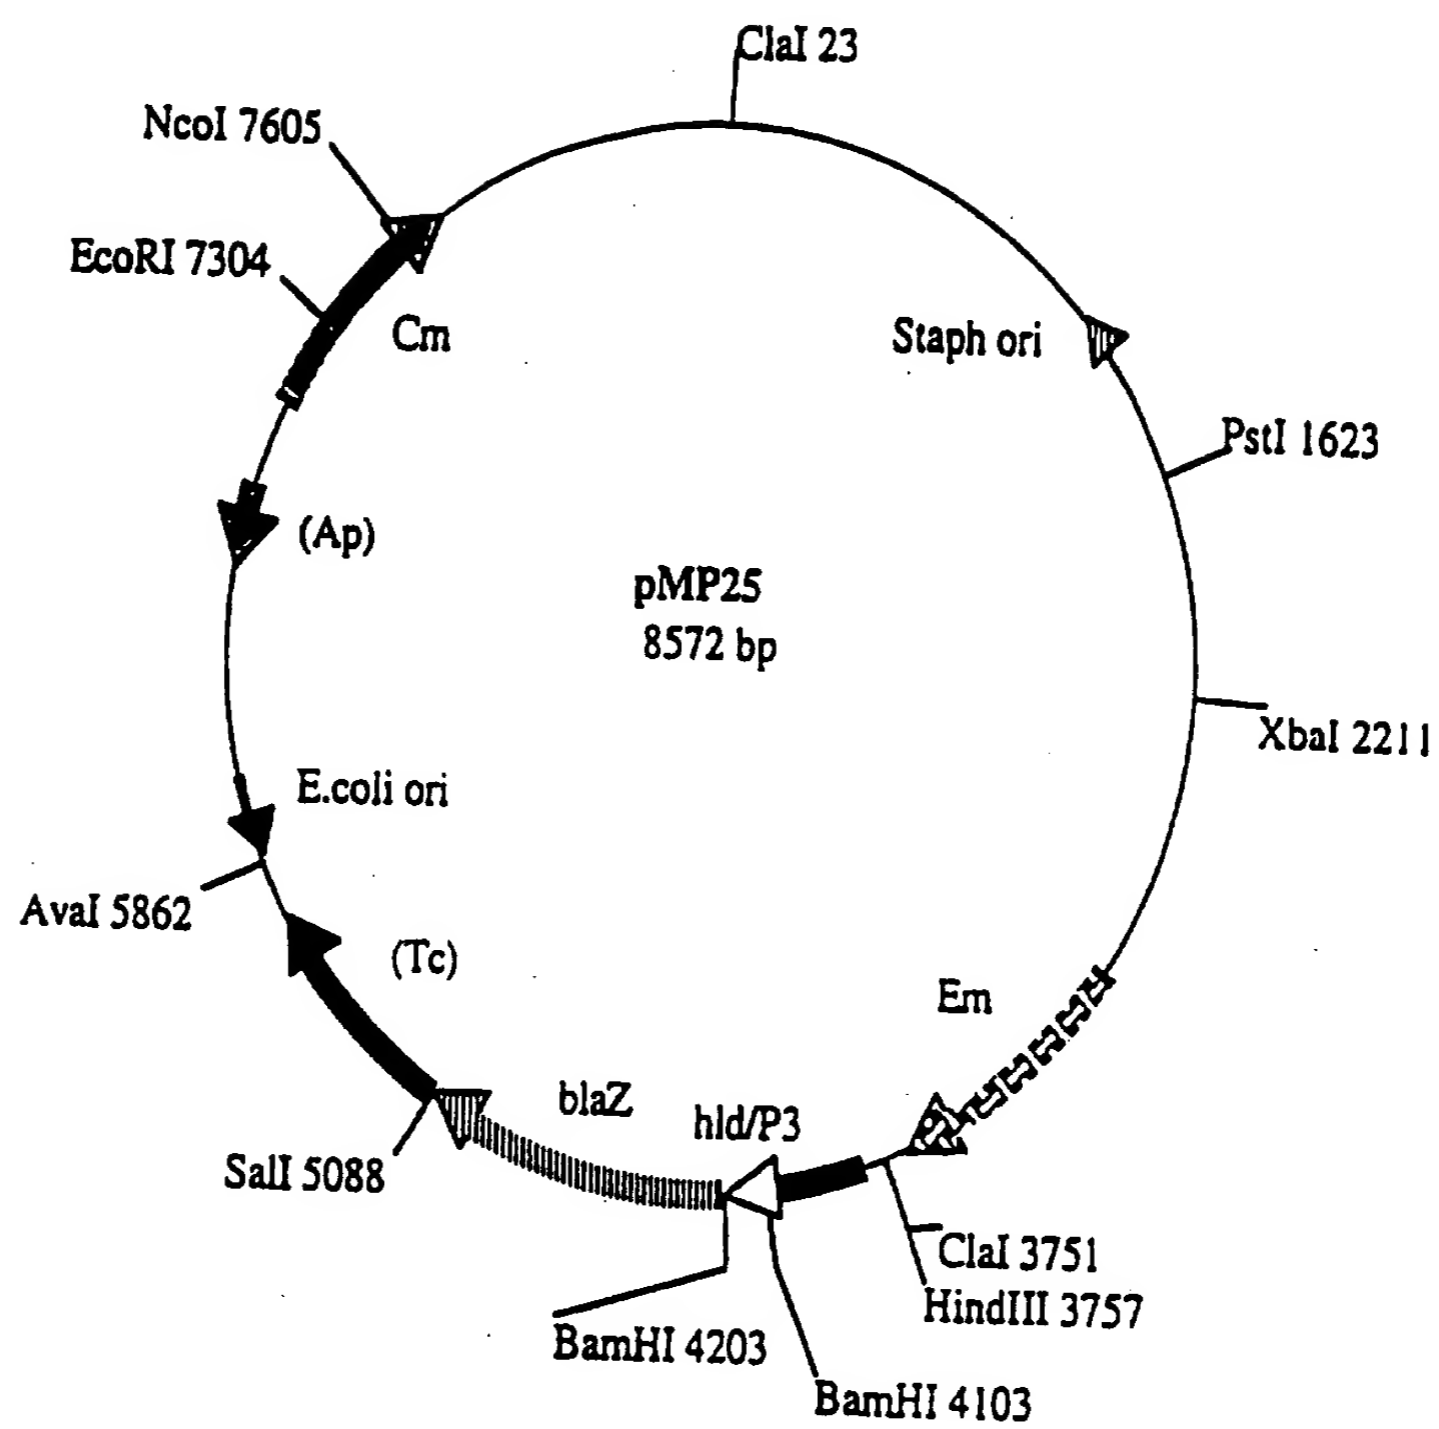 ClaI 23
NcoI 7605
EcoRI 7304
Cm
Staph ori
PstI 1623
(Ap)
pMP25
8572 bp
XbaI 2211
E.coli ori
AvaI 5862
(Tc)
Em
blaZ
hld/P3
SalI 5088
ClaI 3751
HindIII 3757
BamHI 4203
BamHI 4103